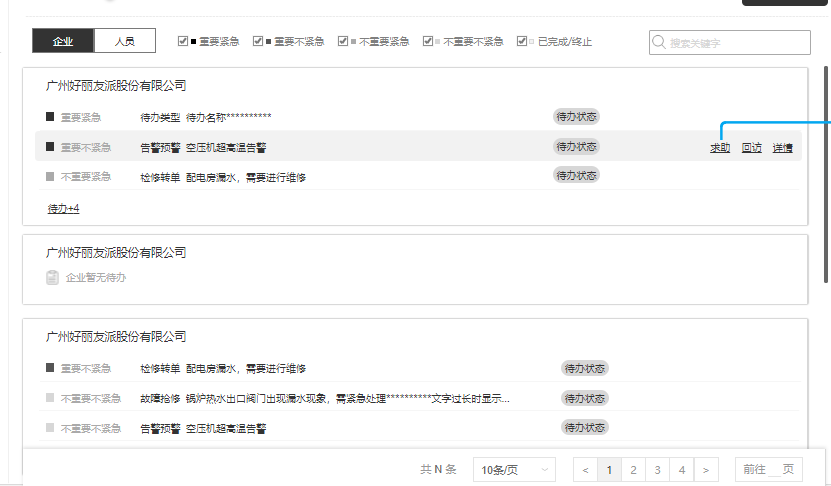 企业 人员 重要紧急 重要不紧急 不重要紧急 不重要不紧急 已完成/终止 搜索关键字
广州好丽友派股份有限公司
重要紧急 待办类型 待办名称********** 待办状态
重要不紧急 告警预警 空压机超高温告警 待办状态 求助 回访 详情
不重要紧急 检修转单 配电房漏水，需要进行维修 待办状态
待办+4
广州好丽友派股份有限公司
企业暂无待办
广州好丽友派股份有限公司
重要不紧急 检修转单 配电房漏水，需要进行维修 待办状态
不重要不紧急 故障抢修 锅炉热水出口阀门出现漏水现象，需紧急处理**********文字过长时显示... 待办状态
不重要不紧急 告警预警 空压机超高温告警 待办状态
共 N 条 10条/页 < 1 2 3 4 > 前往 __ 页